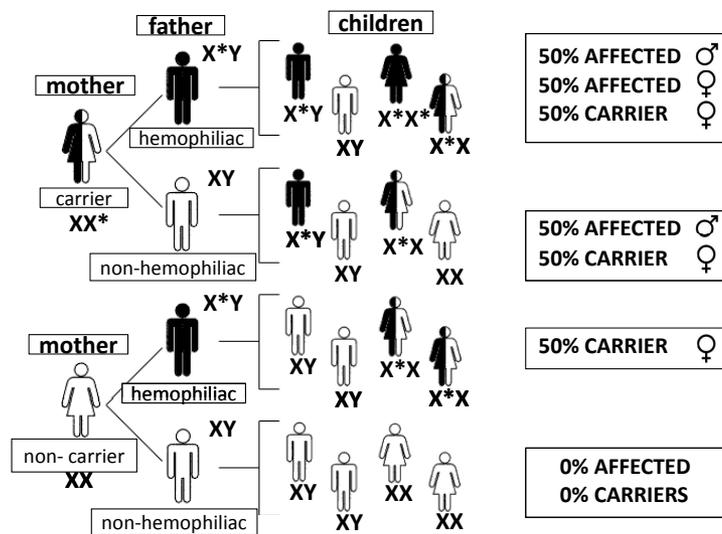 father
children
X*Y
mother
hemophiliac
X*Y
XY
X*X*
X*X
50% AFFECTED ♂
50% AFFECTED ♀
50% CARRIER ♀
carrier
XX*
XY
non-hemophiliac
X*Y
XY
X*X
XX
50% AFFECTED ♂
50% CARRIER ♀
mother
X*Y
hemophiliac
XY
XY
X*X
X*X
50% CARRIER ♀
non- carrier
XX
XY
non-hemophiliac
XY
XY
XX
XX
0% AFFECTED
0% CARRIERS